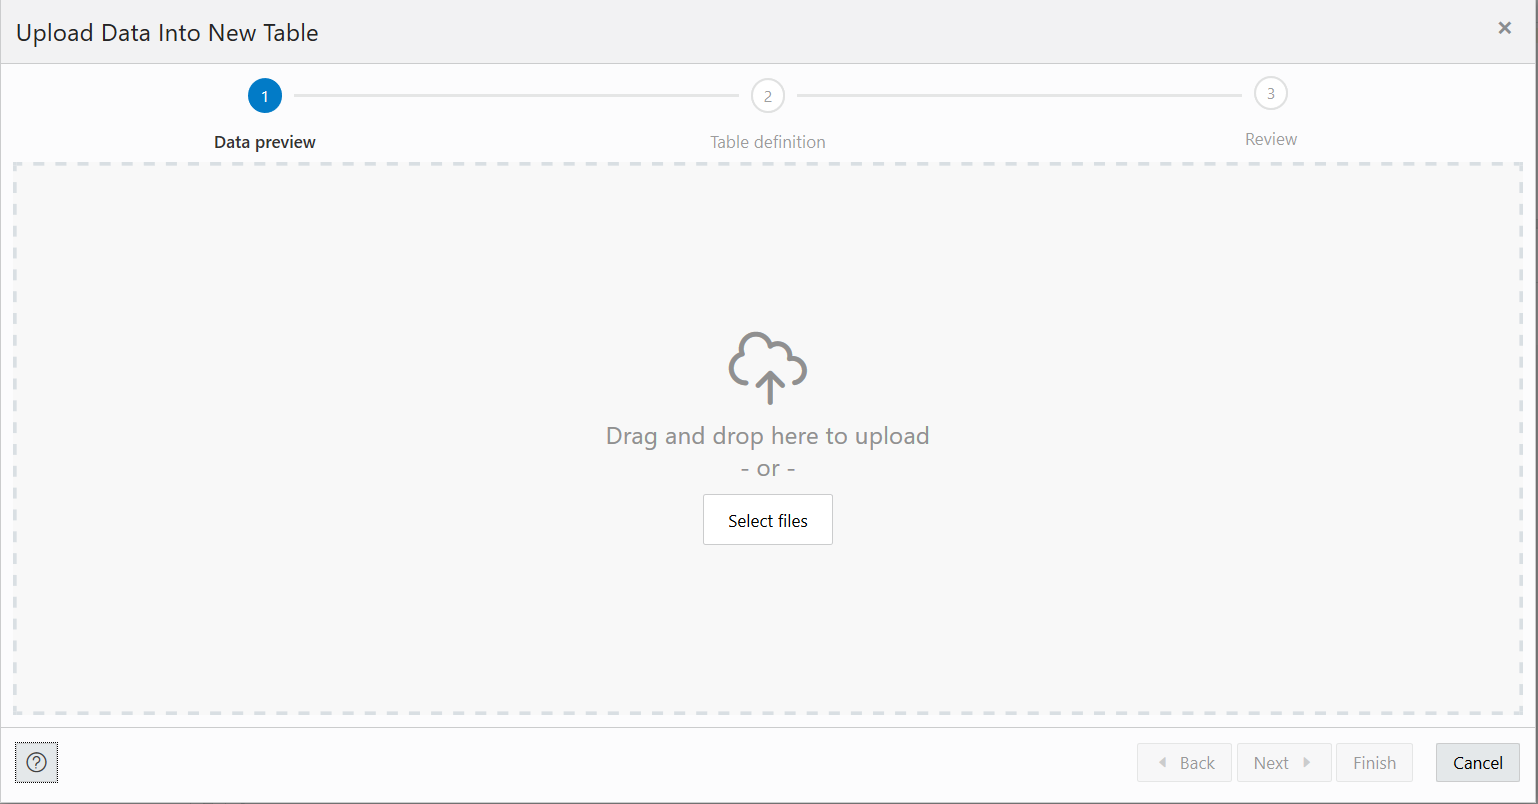 Upload Data Into New Table
×
1
2
3
Data preview
Table definition
Review
Drag and drop here to upload
- or -
Select files
?
Back
Next
Finish
Cancel